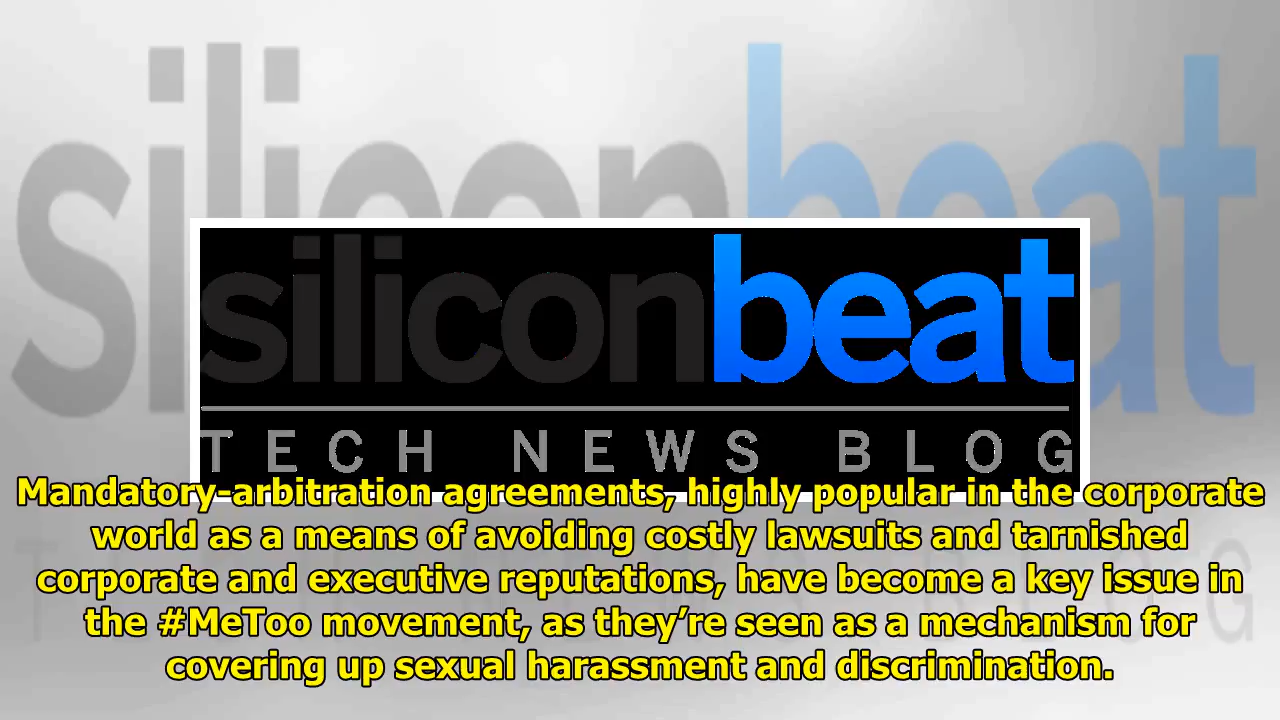 siliconbeat
siliconbeat
TECH NEWS BLOG
Mandatory-arbitration agreements, highly popular in the corporate
world as a means of avoiding costly lawsuits and tarnished
corporate and executive reputations, have become a key issue in
the #MeToo movement, as they’re seen as a mechanism for
covering up sexual harassment and discrimination.